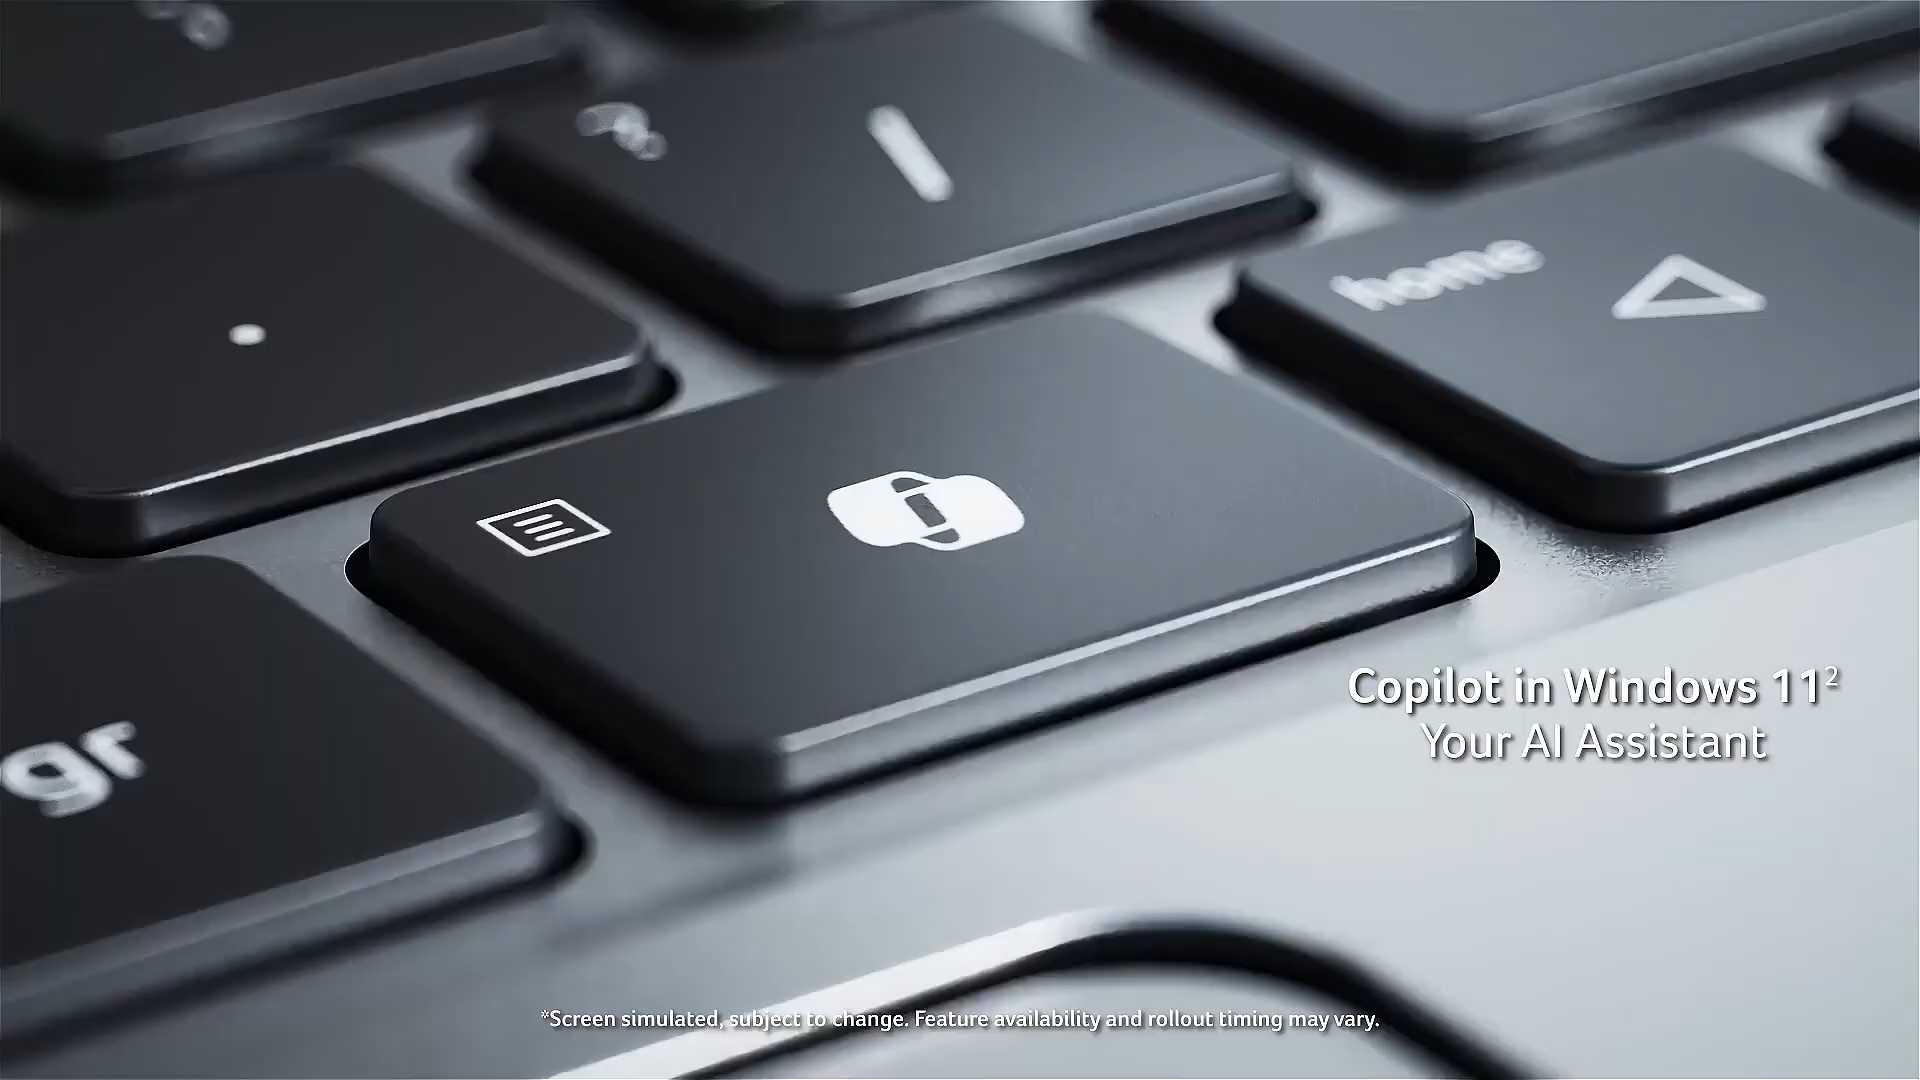 home
gr
Copilot in Windows 11²
Your AI Assistant
*Screen simulated, subject to change. Feature availability and rollout timing may vary.